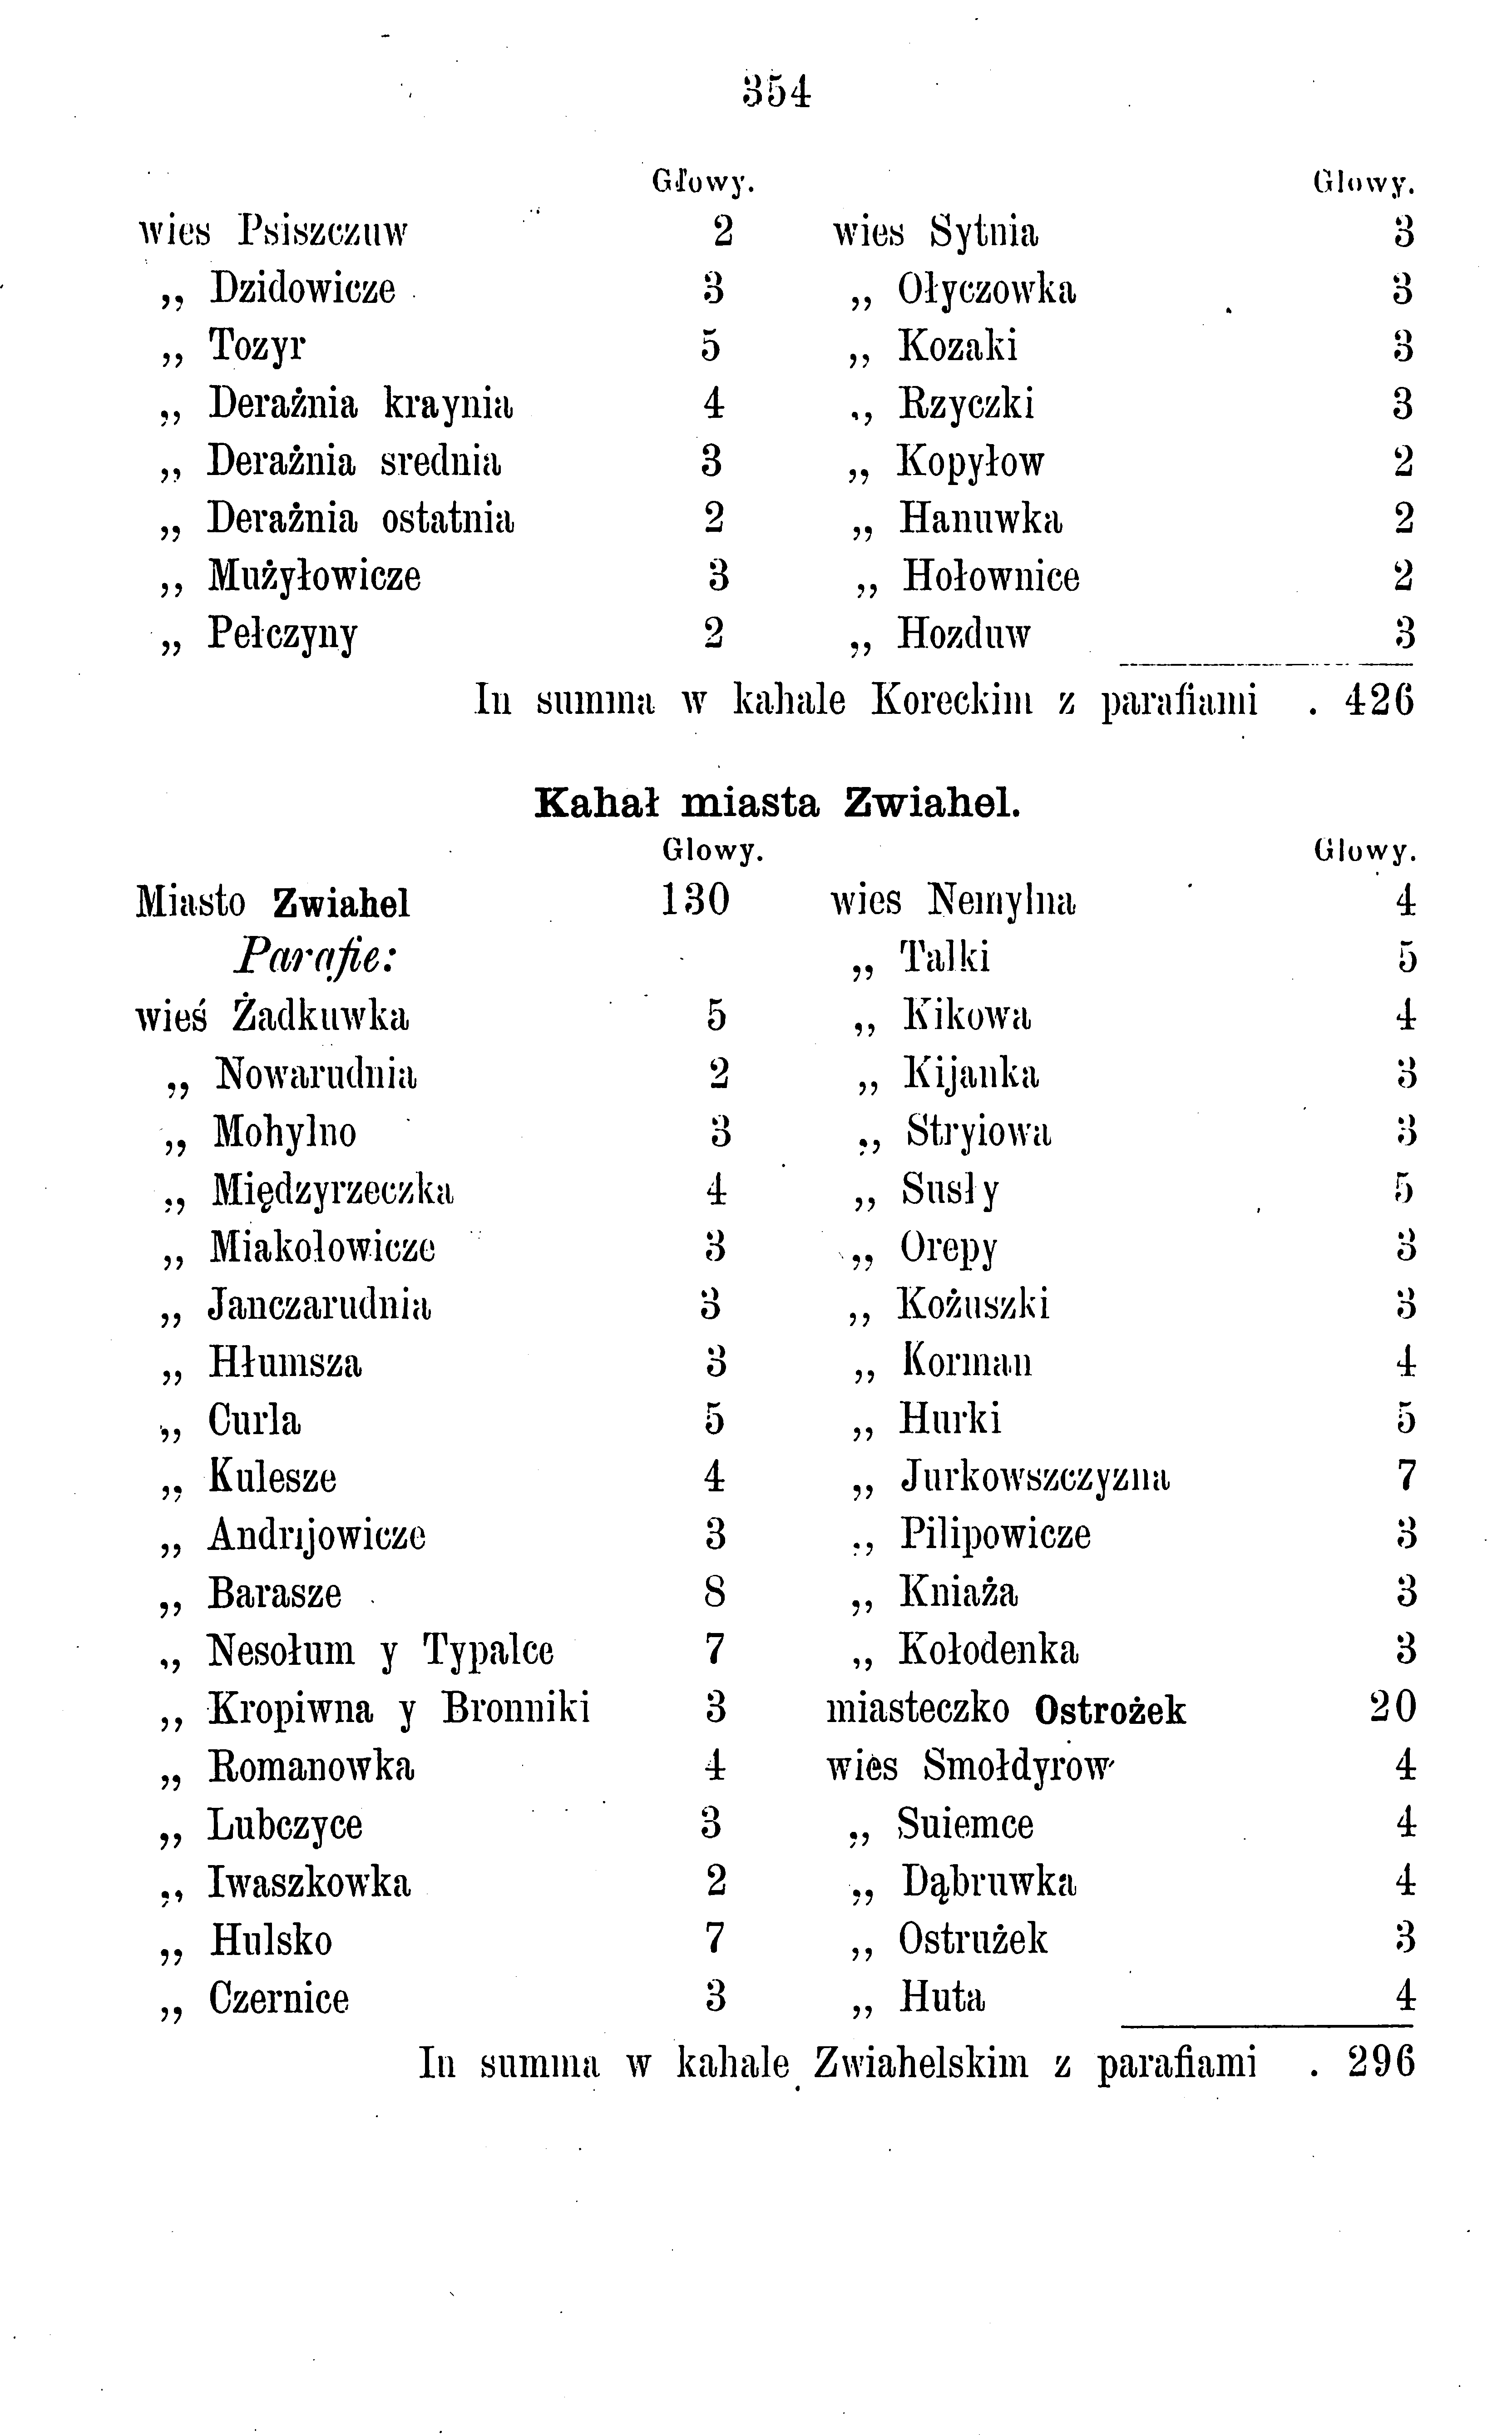 354
Głowy. Głowy.
wies Psiszczuw 2 wies Sytnia 3
„ Dzidowicze 3 „ Ołyczowka 3
„ Tozyr 5 „ Kozaki 3
„ Derażnia kraynia 4 „ Rzyczki 3
„ Derażnia srednia 3 „ Kopyłow 2
„ Derażnia ostatnia 2 „ Hanuwka 2
„ Mużyłowicze 3 „ Hołownice 2
„ Pełczyny 2 „ Hozduw 3
In summa w kahale Koreckim z parafiami . 426
Kahał miasta Zwiahel.
Głowy. Głowy.
Miasto Zwiahel 130 wies Nemylna 4
Parafie: „ Talki 5
wieś Żadkuwka 5 „ Kikowa 4
„ Nowarudnia 2 „ Kijanka 3
„ Mohylno 3 „ Stryiowa 3
„ Międzyrzeczka 4 „ Susły 5
„ Miakołowicze 3 „ Orepy 3
„ Janczarudnia 3 „ Kożuszki 3
„ Hłumsza 3 „ Korman 4
„ Curla 5 „ Hurki 5
„ Kulesze 4 „ Jurkowszczyzna 7
„ Andrijowicze 3 „ Pilipowicze 3
„ Barasze 8 „ Kniaża 3
„ Nesołum y Typalce 7 „ Kołodenka 3
„ Kropiwna y Bronniki 3 miasteczko Ostrożek 20
„ Romanowka 4 wies Smołdyrow 4
„ Lubczyce 3 „ Suiemce 4
„ Iwaszkowka 2 „ Dąbruwka 4
„ Hulsko 7 „ Ostrużek 3
„ Czernice 3 „ Huta 4
In summa w kahale Zwiahelskim z parafiami . 296